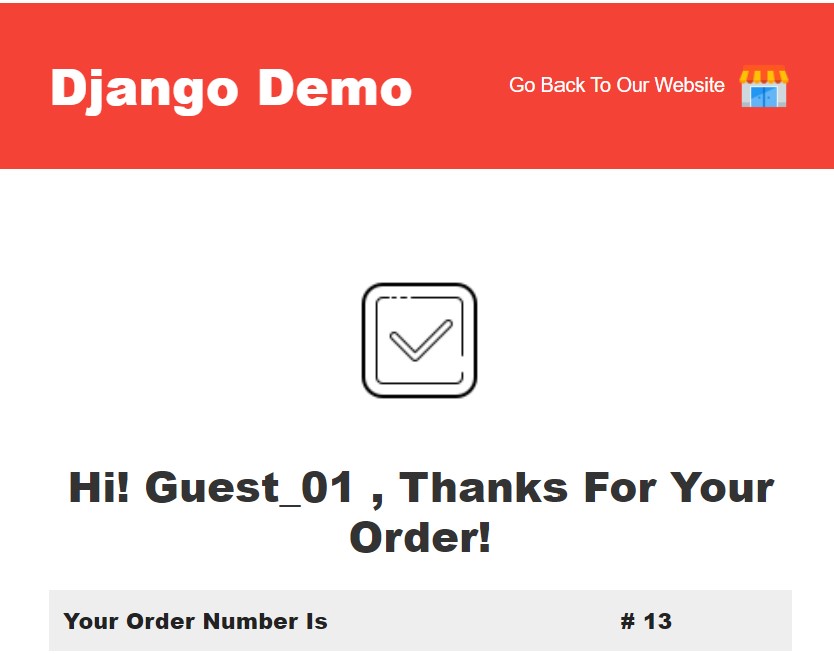 Django Demo
Go Back To Our Website
Hi! Guest_01 , Thanks For Your
Order!
Your Order Number Is # 13